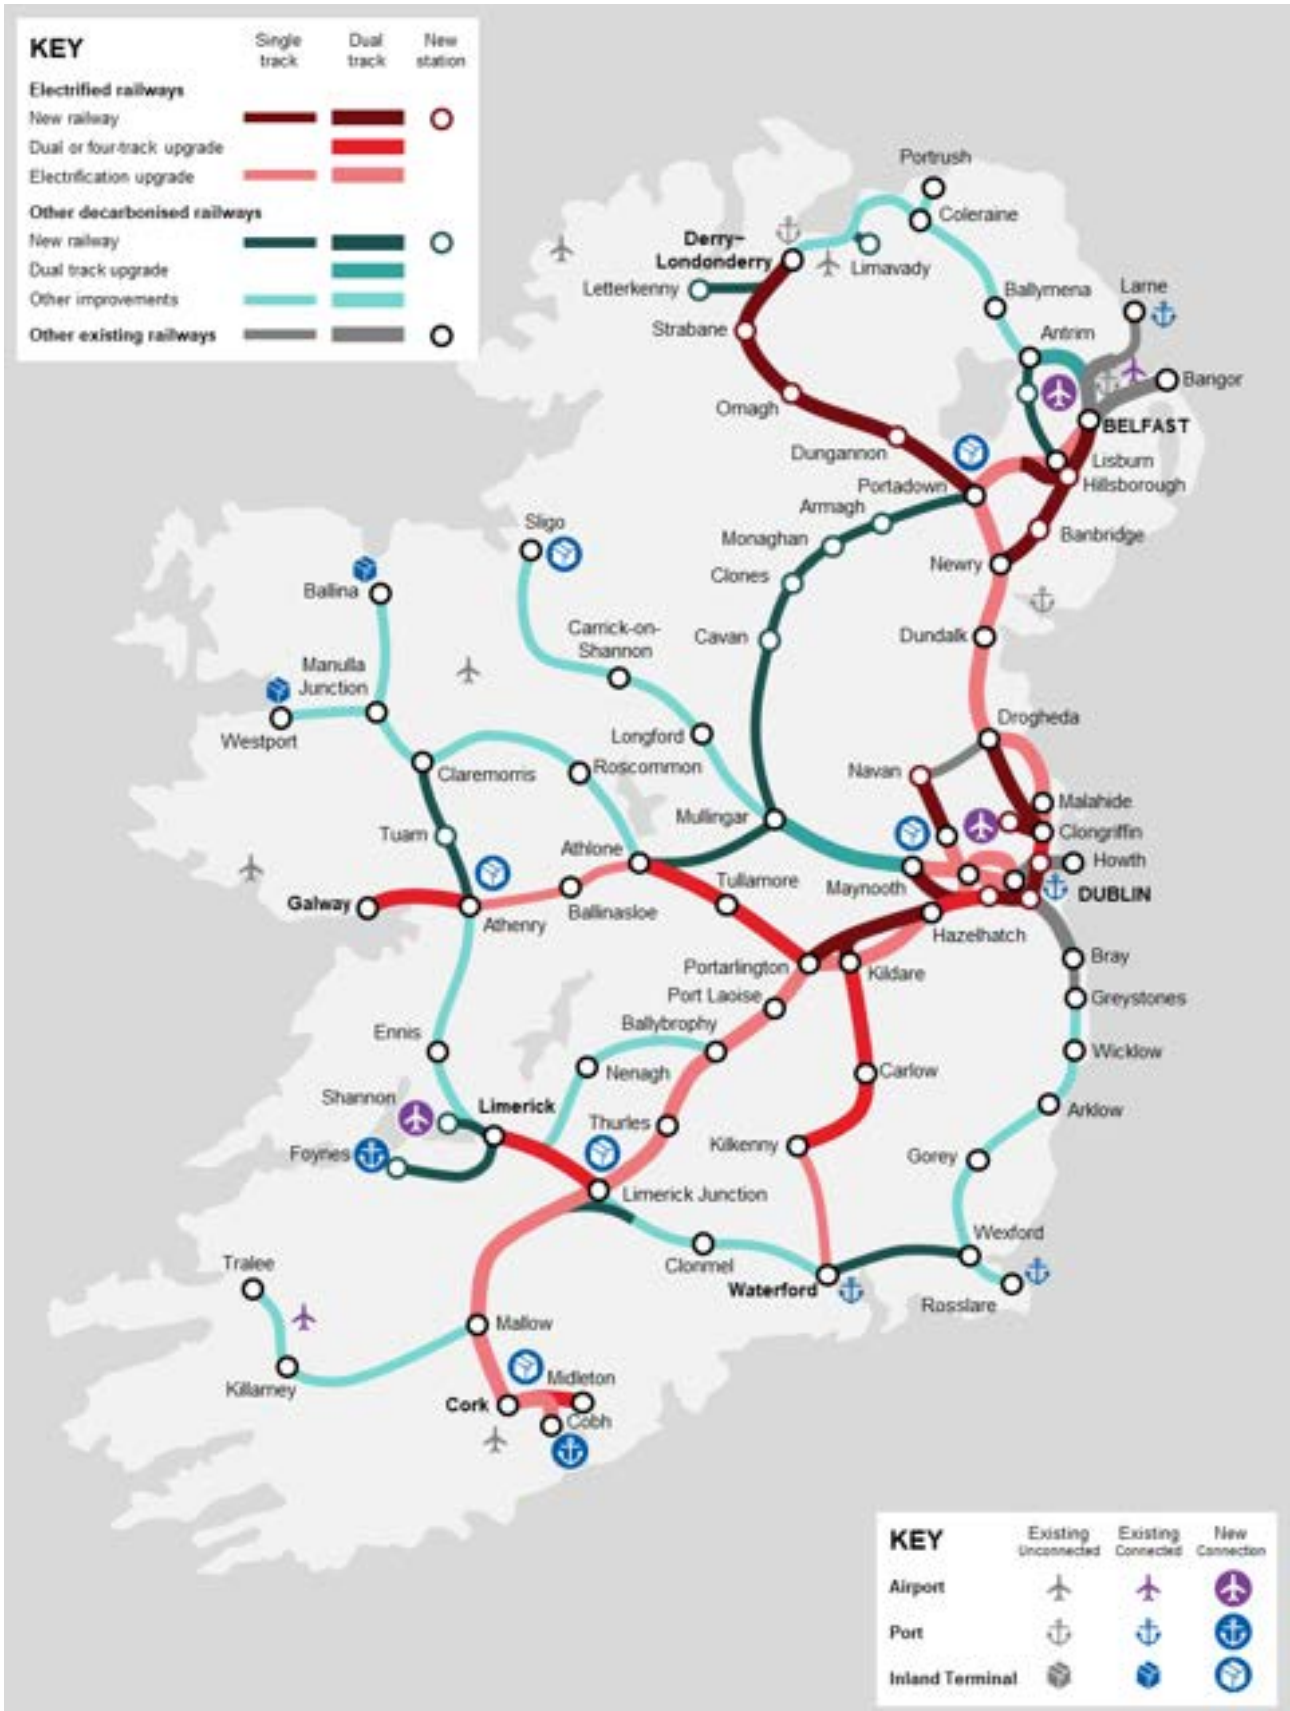 KEY
Single track
Dual track
New station
Electrified railways
New railway
Dual or four-track upgrade
Electrification upgrade
Other decarbonised railways
New railway
Dual track upgrade
Other improvements
Other existing railways
Portrush
Coleraine
Derry~
Londonderry
Limavady
Letterkenny
Ballymena
Larne
Strabane
Antrim
Bangor
Omagh
BELFAST
Dungannon
Lisburn
Portadown
Hillsborough
Armagh
Sligo
Monaghan
Banbridge
Newry
Clones
Ballina
Carrick-on-
Shannon
Cavan
Dundalk
Manulla
Junction
Drogheda
Westport
Longford
Claremorris
Roscommon
Navan
Malahide
Mullingar
Clongriffin
Tuam
Athlone
Howth
Tullamore
Maynooth
DUBLIN
Galway
Ballinasloe
Athenry
Hazelhatch
Bray
Portarlington
Kildare
Port Laoise
Greystones
Ballybrophy
Ennis
Wicklow
Nenagh
Carlow
Shannon
Limerick
Arklow
Thurles
Kilkenny
Foynes
Gorey
Limerick Junction
Wexford
Tralee
Clonmel
Waterford
Rosslare
Mallow
Killarney
Midleton
Cork
Cobh
KEY
Existing Unconnected
Existing Connected
New Connection
Airport
Port
Inland Terminal